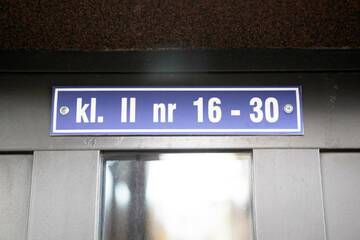 kl. II nr 16 - 30